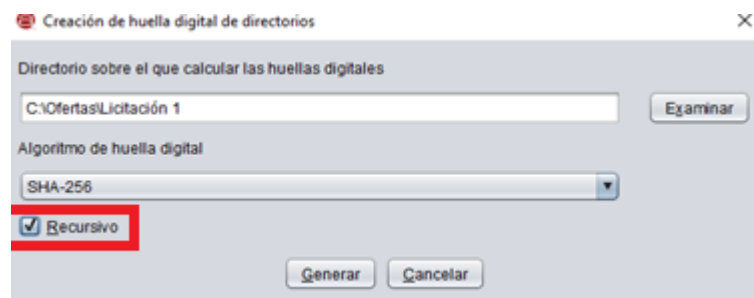 Creación de huella digital de directorios
Directorio sobre el que calcular las huellas digitales
C:\Ofertas\Licitación 1
Examinar
Algoritmo de huella digital
SHA-256
Recursivo
Generar Cancelar